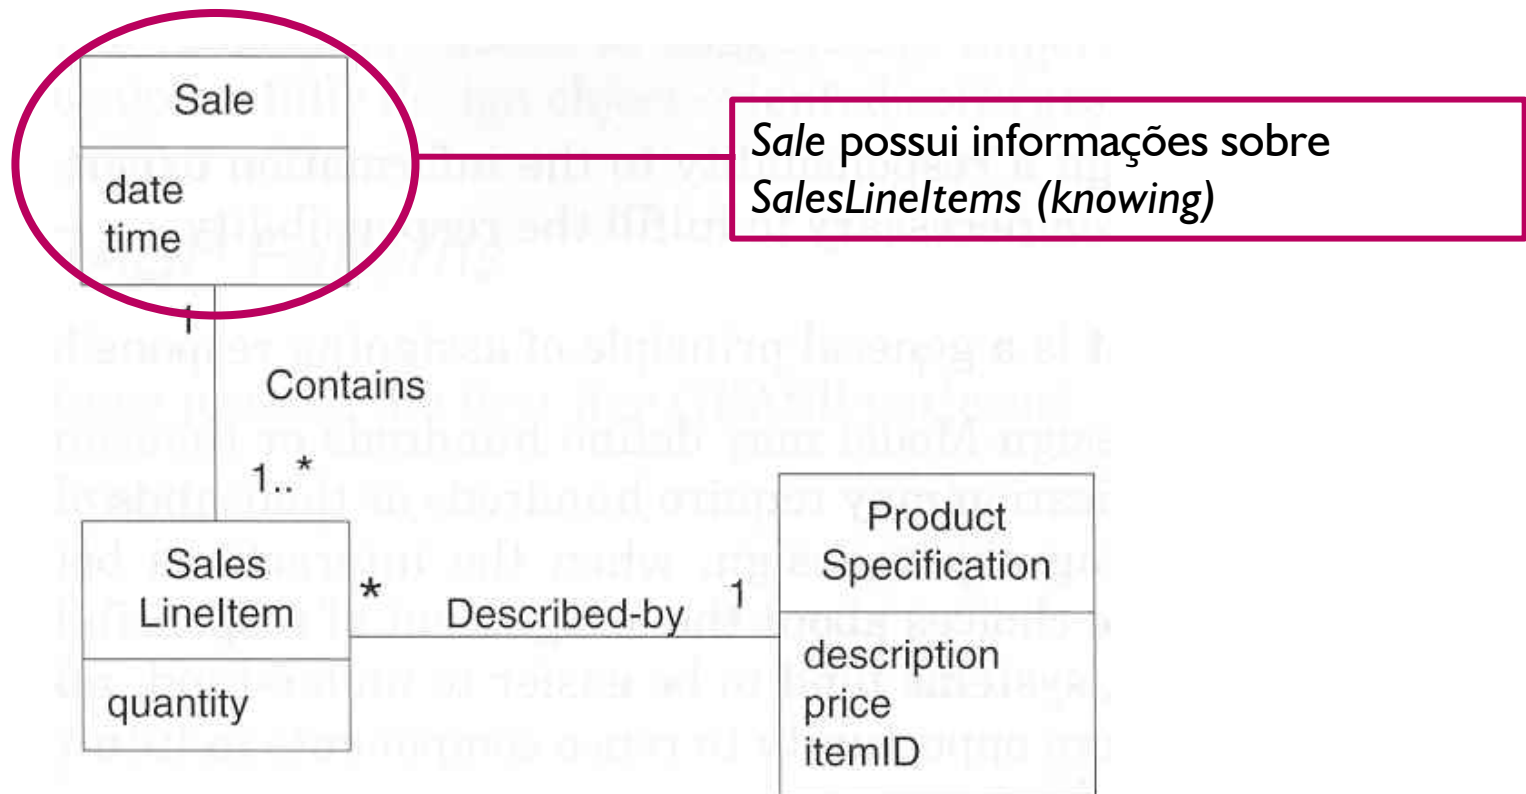 Sale
date
time
Sale possui informações sobre
SalesLineItems (knowing)
1
Contains
1..*
Sales
LineItem
quantity
*
Described-by
1
Product
Specification
description
price
itemID